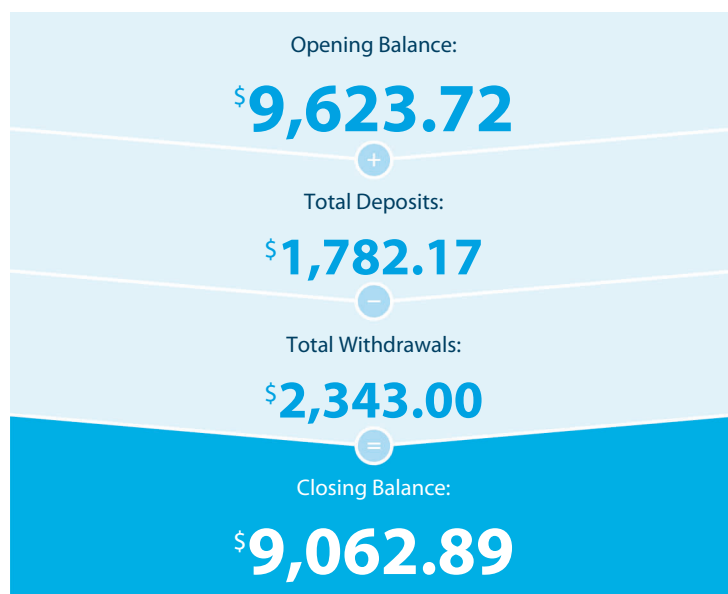 Opening Balance:
$9,623.72
+
Total Deposits:
$1,782.17
−
Total Withdrawals:
$2,343.00
=
Closing Balance:
$9,062.89